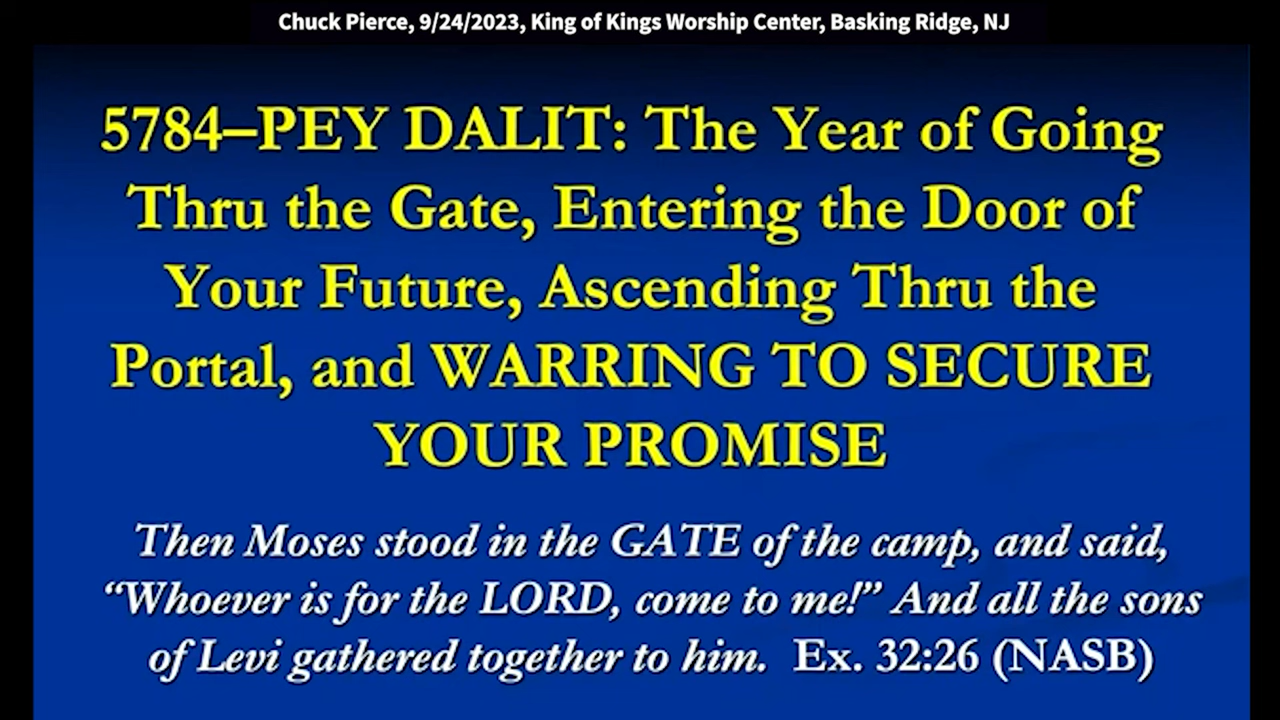 Chuck Pierce, 9/24/2023, King of Kings Worship Center, Basking Ridge, NJ
5784–PEY DALIT: The Year of Going
Thru the Gate, Entering the Door of
Your Future, Ascending Thru the
Portal, and WARRING TO SECURE
YOUR PROMISE
Then Moses stood in the GATE of the camp, and said,
“Whoever is for the LORD, come to me!” And all the sons
of Levi gathered together to him. Ex. 32:26 (NASB)